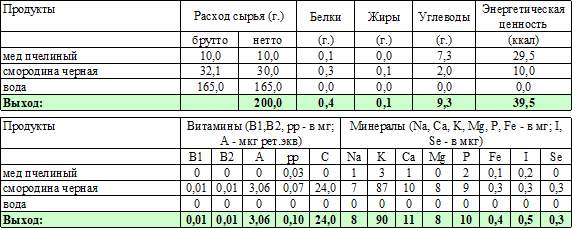 Продукты Расход сырья (г.) Белки Жиры Углеводы Энергетическая ценность
брутто нетто (г.) (г.) (г.) (ккал)
мед пчелиный 10,0 10,0 0,1 0,0 7,3 29,5
смородина черная 32,1 30,0 0,3 0,1 2,0 10,0
вода 165,0 165,0 0,0 0,0 0,0 0,0
Выход: 200,0 0,4 0,1 9,3 39,5
Продукты Витамины (B1,B2, pp - в мг; Минералы (Na, Ca, K, Mg, P, Fe - в мг; I,
А - мкг рет.экв) Se - в мкг)
B1 B2 A pp C Na K Ca Mg P Fe I Se
мед пчелиный 0 0 0 0,03 0 1 3 1 0 2 0,1 0,2 0
смородина черная 0,01 0,01 3,06 0,07 24,0 7 87 10 8 9 0,3 0,3 0,3
вода 0 0 0 0 0 0 0 0 0 0 0 0 0
Выход: 0,01 0,01 3,06 0,10 24,0 8 90 11 8 10 0,4 0,5 0,3